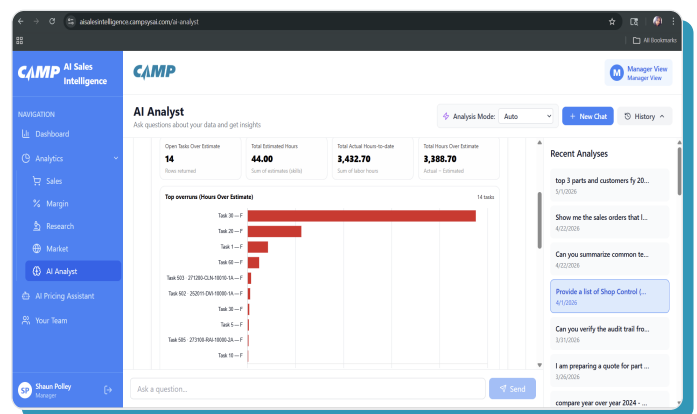 aisalesintelligence.campsysai.com/ai-analyst
All Bookmarks
CAMP AI Sales Intelligence
CAMP
M Manager View
Manager View
NAVIGATION
Dashboard
Analytics
Sales
Margin
Research
Market
AI Analyst
AI Pricing Assistant
Your Team
SP Shaun Polley
Manager
AI Analyst
Ask questions about your data and get insights
Analysis Mode: Auto
+ New Chat
History
Open Tasks Over Estimate
14
Rows returned
Total Estimated Hours
44.00
Sum of estimates (skills)
Total Actual Hours-to-date
3,432.70
Sum of labor hours
Total Hours Over Estimate
3,388.70
Actual − Estimated
Top overruns (Hours Over Estimate)
14 tasks
Task 30 — F
Task 20 — F
Task 1 — F
Task 60 — F
Task 503 · 271200-CLN-10010-1A — F
Task 502 · 252011-DVI-10000-1A — F
Task 30 — F
Task 5 — F
Task 505 · 273100-RAI-10000-2A — F
Task 10 — F
Ask a question...
Send
Recent Analyses
top 3 parts and customers fy 20...
5/1/2026
Show me the sales orders that l...
4/22/2026
Can you summarize common te...
4/22/2026
Provide a list of Shop Control (...
4/1/2026
Can you verify the audit trail fro...
3/31/2026
I am preparing a quote for part ...
3/26/2026
compare year over year 2024 - ...